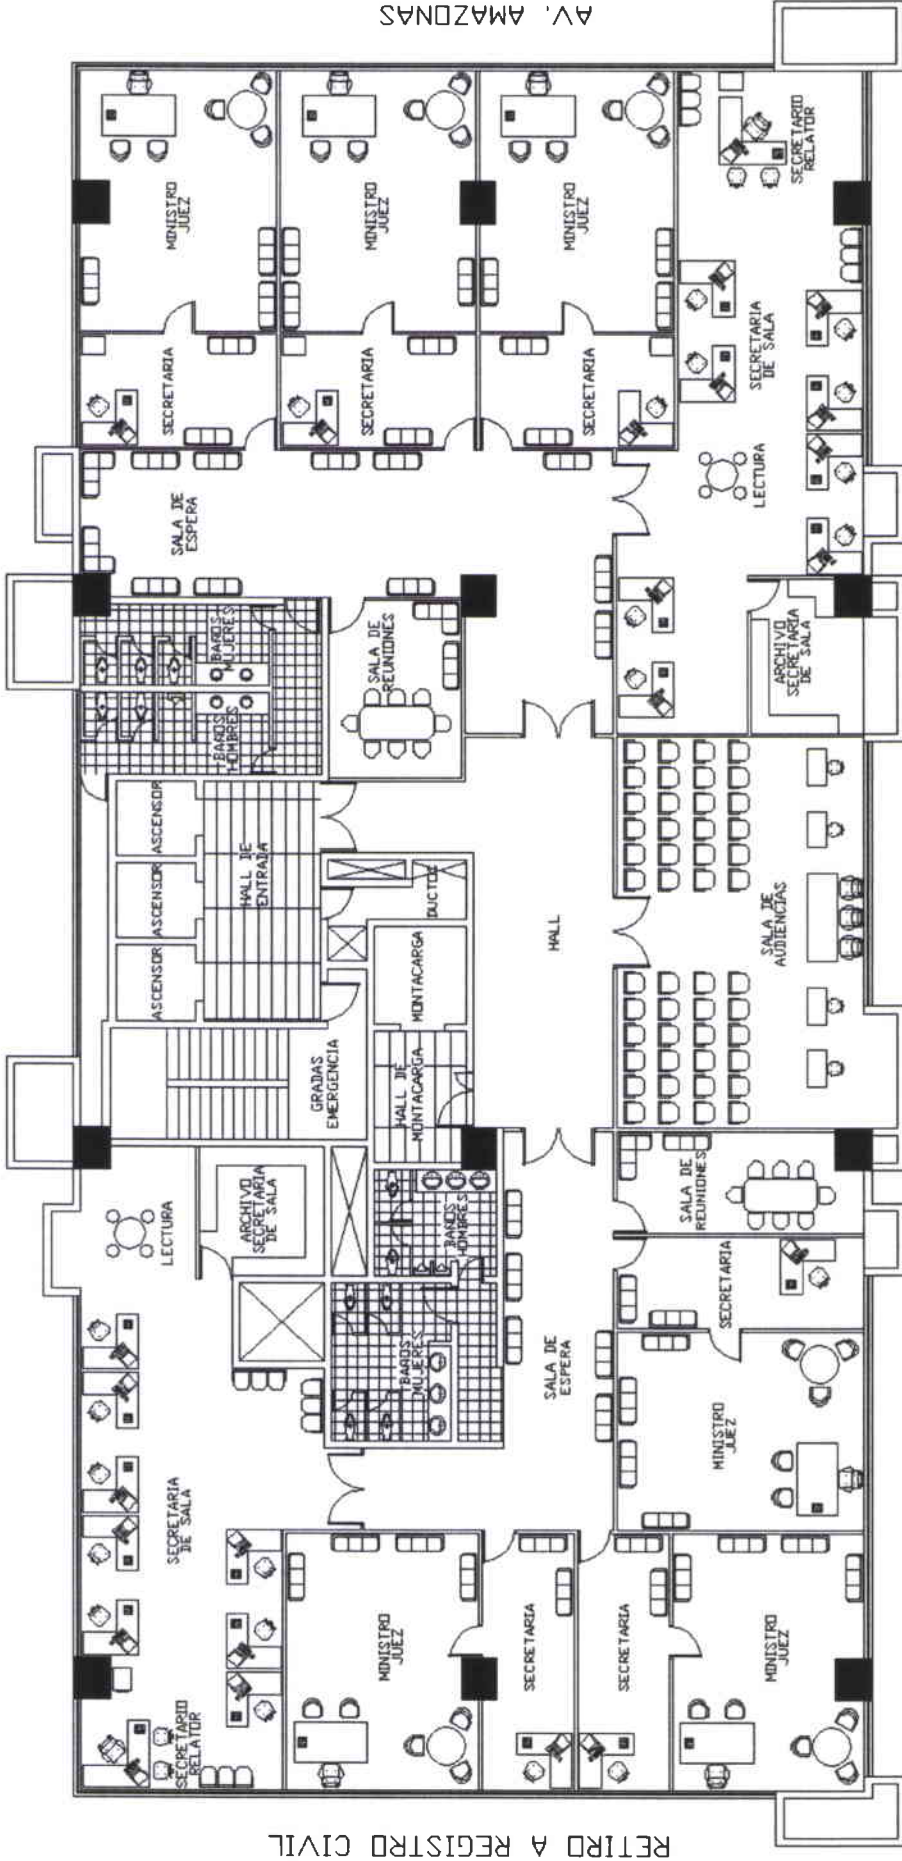 RETIRO A REGISTRO CIVIL
SECRETARIO
RELATOR
SECRETARIA
DE SALA
LECTURA
ARCHIVO
SECRETARIA
DE SALA
GRADAS
EMERGENCIA
ASCENSOR
ASCENSOR
ASCENSOR
HALL DE
ENTRADA
BAÑOS
HOMBRES
BAÑOS
MUJERES
SALA DE
ESPERA
SECRETARIA
MINISTRO
JUEZ
MINISTRO
JUEZ
BAÑOS
MUJERES
BAÑOS
HOMBRES
HALL DE
MONTACARGA
MONTACARGA
DUCTOS
SALA DE
REUNIONES
SECRETARIA
MINISTRO
JUEZ
SECRETARIA
SECRETARIA
SALA DE
ESPERA
HALL
SECRETARIA
MINISTRO
JUEZ
MINISTRO
JUEZ
MINISTRO
JUEZ
SECRETARIA
SALA DE
REUNIONES
SALA DE
AUDIENCIAS
ARCHIVO
SECRETARIA
DE SALA
LECTURA
SECRETARIA
DE SALA
SECRETARIO
RELATOR
AV. AMAZONAS